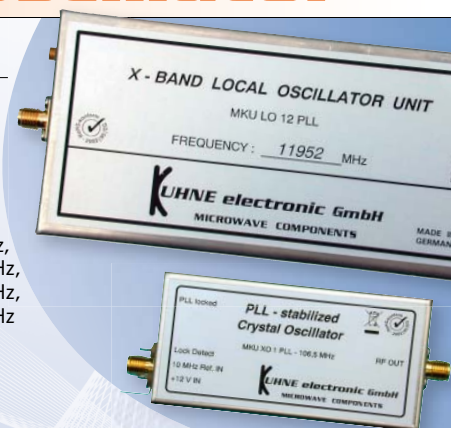 X - BAND LOCAL OSCILLATOR UNIT
MKU LO 12 PLL
FREQUENCY : 11952 MHz
KUHNE electronic GmbH
MICROWAVE COMPONENTS
MADE
GERMAN
Hz,
Hz,
Hz
PLL locked
PLL - stabilized
Crystal Oscillator
MKU XO 1 PLL - 106,5 MHz
Lock Detect
10 MHz Ref. IN
+12 V IN
RF OUT
KUHNE electronic GmbH
MICROWAVE COMPONENTS